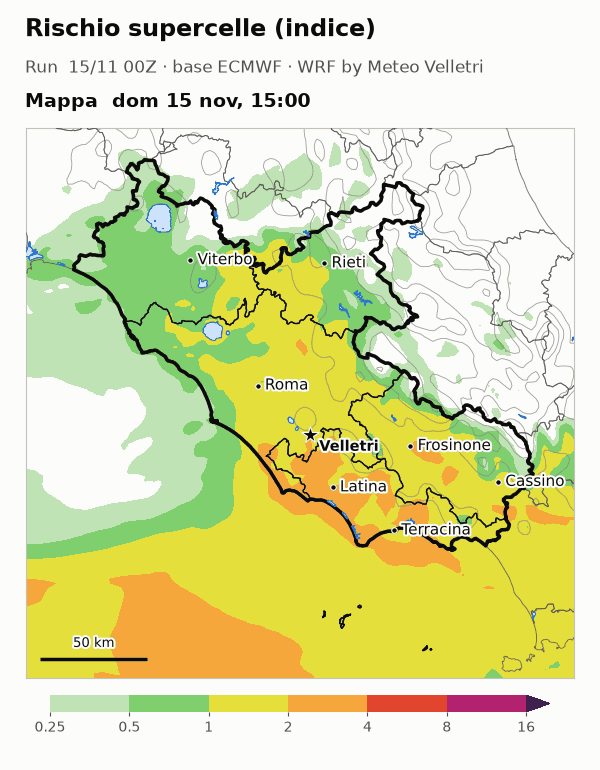 Rischio supercelle (indice)
Run  15/11 00Z · base ECMWF · WRF by Meteo Velletri
Mappa  dom 15 nov, 15:00
Viterbo
Rieti
Roma
Velletri
Frosinone
Cassino
Latina
Terracina
50 km
0.25 0.5 1 2 4 8 16